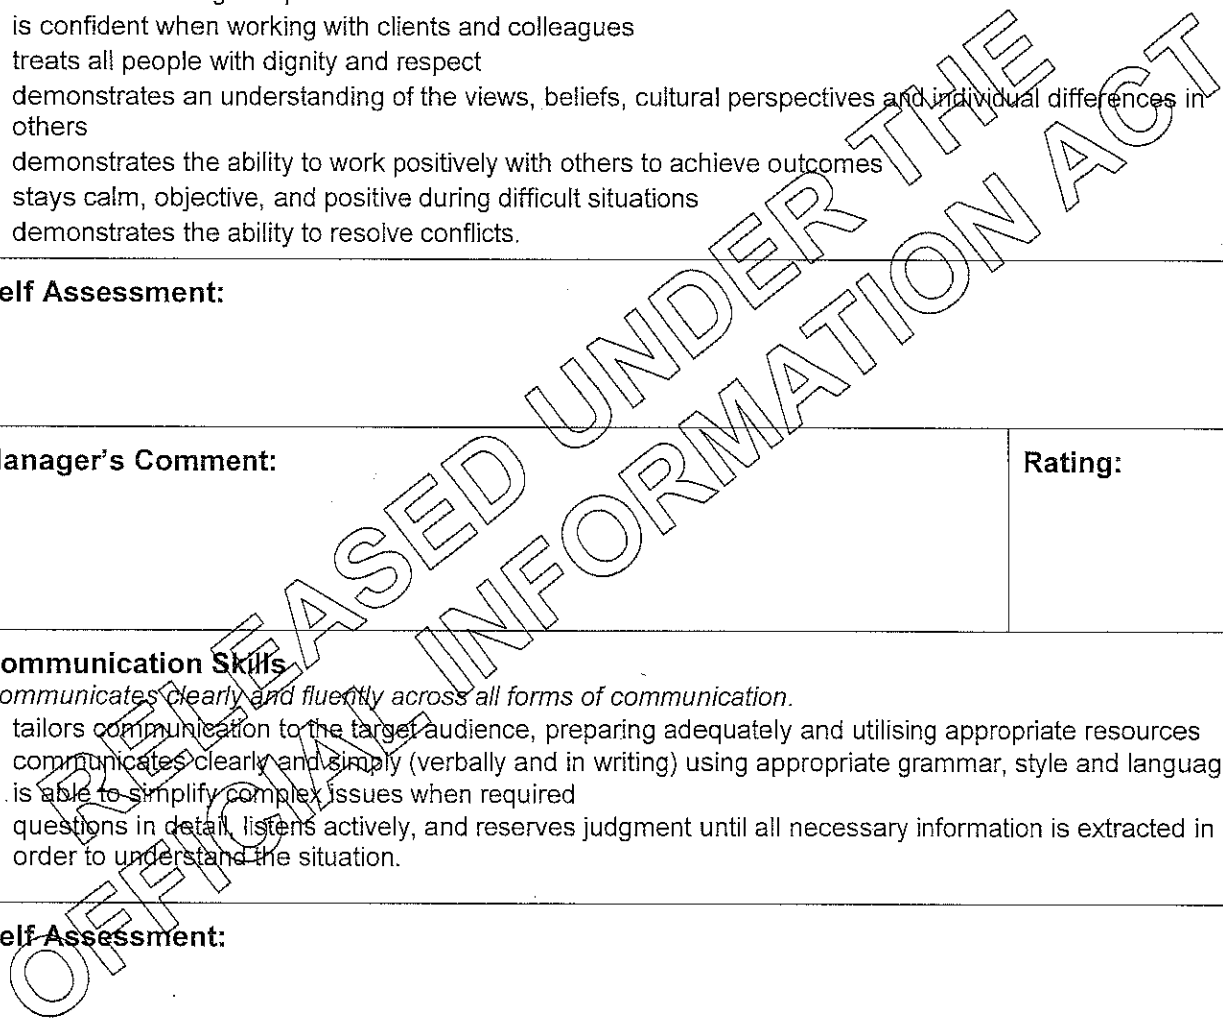 is confident when working with clients and colleagues
treats all people with dignity and respect
demonstrates an understanding of the views, beliefs, cultural perspectives and individual differences in
others
demonstrates the ability to work positively with others to achieve outcomes
stays calm, objective, and positive during difficult situations
demonstrates the ability to resolve conflicts.
elf Assessment:
anager's Comment:
Rating:
ommunication Skills
ommunicates clearly and fluently across all forms of communication.
tailors communication to the target audience, preparing adequately and utilising appropriate resources
communicates clearly and simply (verbally and in writing) using appropriate grammar, style and languag
is able to simplify complex issues when required
questions in detail, listens actively, and reserves judgment until all necessary information is extracted in
order to understand the situation.
elf Assessment:
RELEASED UNDER THE
OFFICIAL INFORMATION ACT